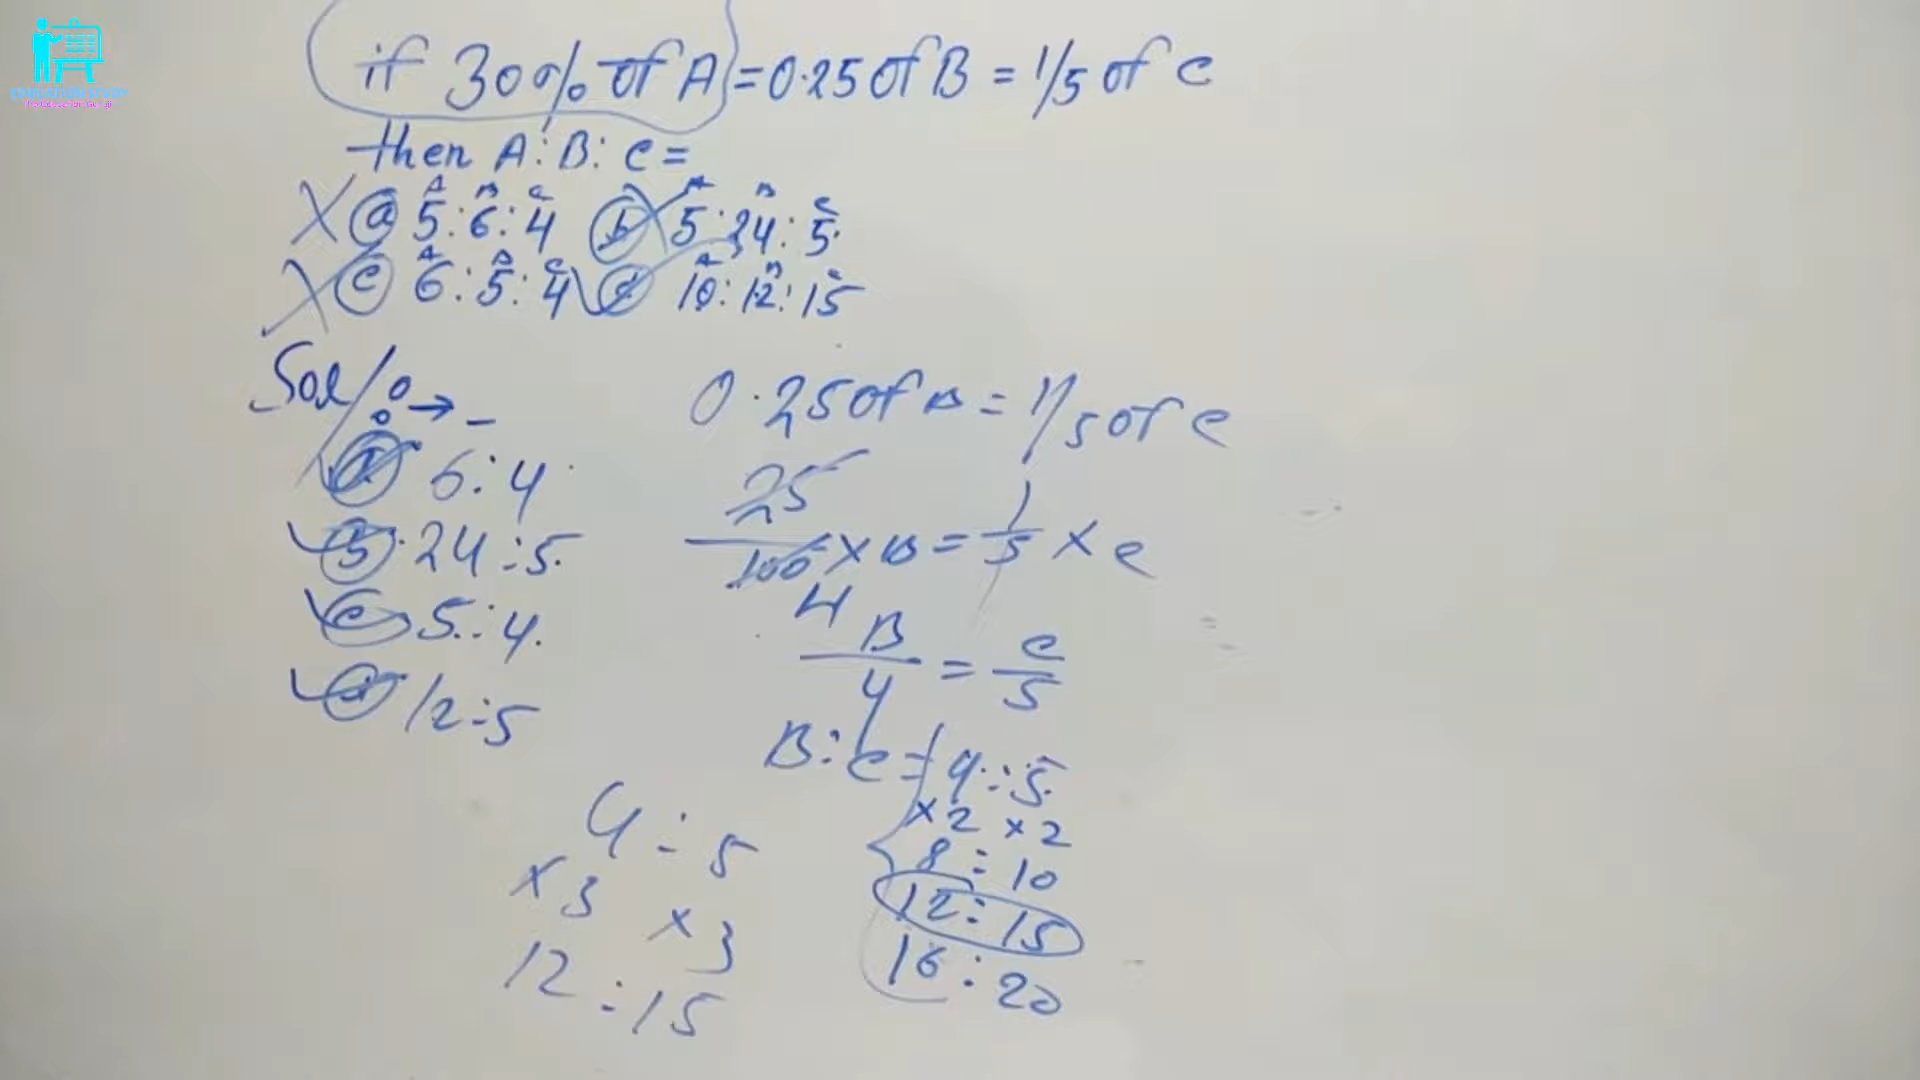 EDUCATION STUDY
if 30% of A = 0.25 of B = 1/5 of C
then A : B : C =
X (a) 5 : 6 : 4 (b) 5 : 24 : 5
A B C A B C
X (c) 6 : 5 : 4 (d) 10 : 12 : 15
A B C A B C
Sol/ : → -
6 : 4
(b) 24 : 5
(c) 5 : 4
(d) 12 : 5
0.25 of B = 1/5 of C
25/100 × B = 1/5 × C
4
B/4 = C/5
B : C = 4 : 5
×2 ×2
8 : 10
12 : 15
16 : 20
4 : 5
×3 ×3
12 : 15